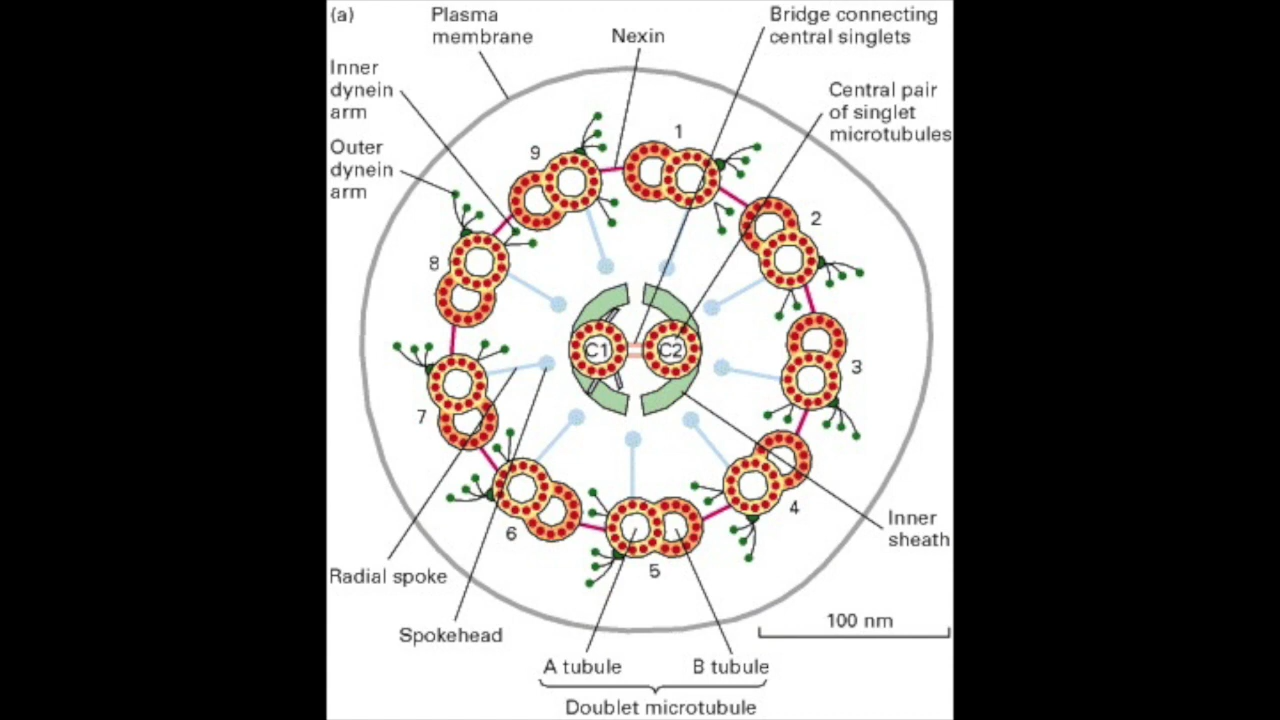 (a)
Plasma
membrane
Nexin
Bridge connecting
central singlets
Inner
dynein
arm
Central pair
of singlet
microtubules
Outer
dynein
arm
1
9
2
8
C1
C2
3
7
4
6
5
Inner
sheath
Radial spoke
100 nm
Spokehead
A tubule
B tubule
Doublet microtubule